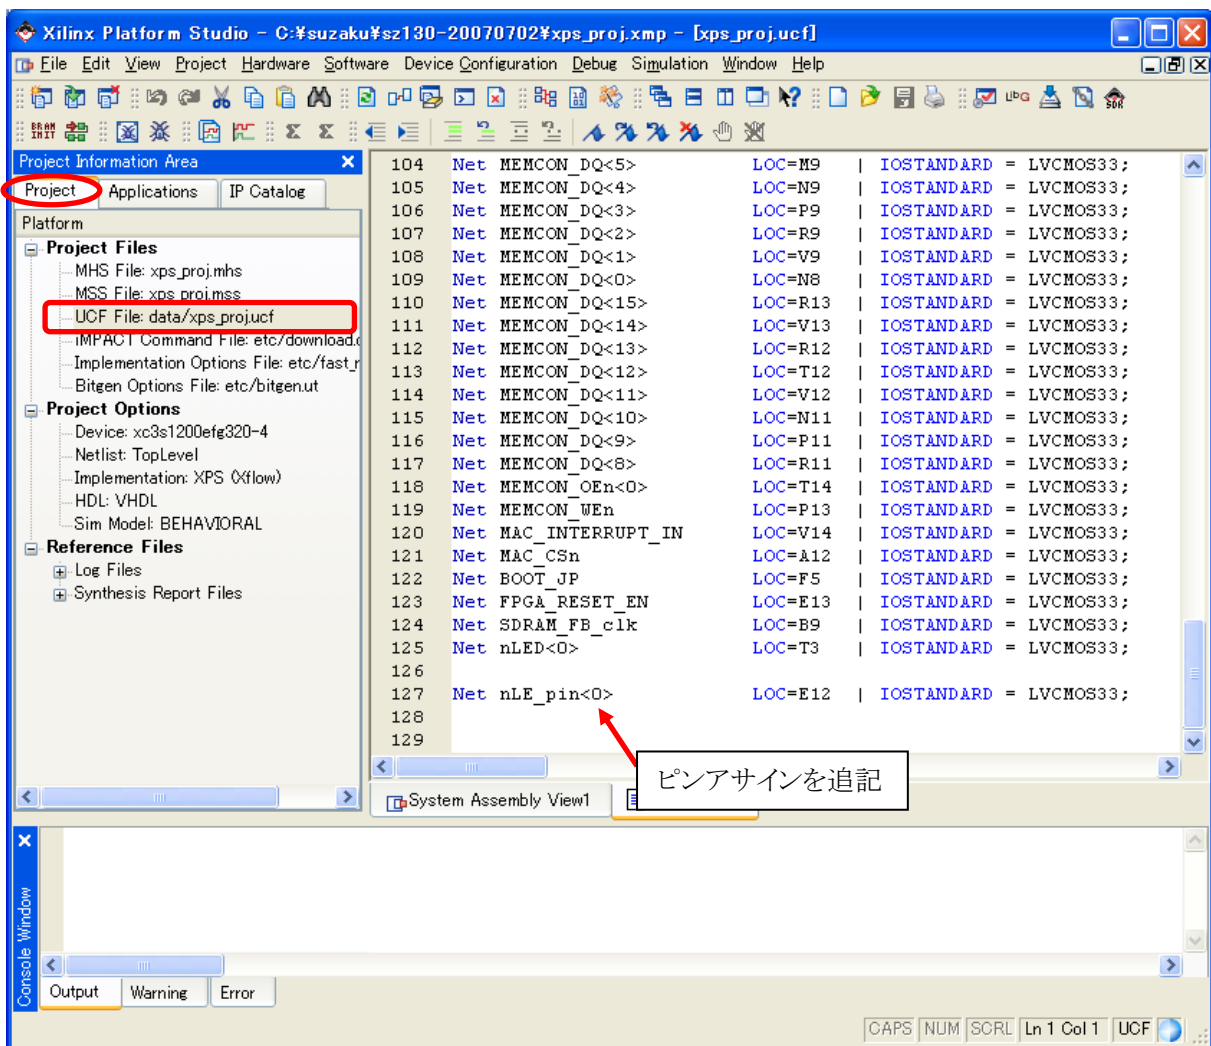 Xilinx Platform Studio - C:¥suzaku¥sz130-20070702¥xps_proj.xmp - [xps_proj.ucf]
File Edit View Project Hardware Software Device Configuration Debug Simulation Window Help
Project Information Area
Project Applications IP Catalog
Platform
Project Files
MHS File: xps_proj.mhs
MSS File: xps_proj.mss
UCF File: data/xps_proj.ucf
iMPACT Command File: etc/download.
Implementation Options File: etc/fast_r
Bitgen Options File: etc/bitgen.ut
Project Options
Device: xc3s1200efg320-4
Netlist: TopLevel
Implementation: XPS (Xflow)
HDL: VHDL
Sim Model: BEHAVIORAL
Reference Files
Log Files
Synthesis Report Files
104 Net MEMCON_DQ<5> LOC=M9 | IOSTANDARD = LVCMOS33;
105 Net MEMCON_DQ<4> LOC=N9 | IOSTANDARD = LVCMOS33;
106 Net MEMCON_DQ<3> LOC=P9 | IOSTANDARD = LVCMOS33;
107 Net MEMCON_DQ<2> LOC=R9 | IOSTANDARD = LVCMOS33;
108 Net MEMCON_DQ<1> LOC=V9 | IOSTANDARD = LVCMOS33;
109 Net MEMCON_DQ<0> LOC=N8 | IOSTANDARD = LVCMOS33;
110 Net MEMCON_DQ<15> LOC=R13 | IOSTANDARD = LVCMOS33;
111 Net MEMCON_DQ<14> LOC=V13 | IOSTANDARD = LVCMOS33;
112 Net MEMCON_DQ<13> LOC=R12 | IOSTANDARD = LVCMOS33;
113 Net MEMCON_DQ<12> LOC=T12 | IOSTANDARD = LVCMOS33;
114 Net MEMCON_DQ<11> LOC=V12 | IOSTANDARD = LVCMOS33;
115 Net MEMCON_DQ<10> LOC=N11 | IOSTANDARD = LVCMOS33;
116 Net MEMCON_DQ<9> LOC=P11 | IOSTANDARD = LVCMOS33;
117 Net MEMCON_DQ<8> LOC=R11 | IOSTANDARD = LVCMOS33;
118 Net MEMCON_OEn<0> LOC=T14 | IOSTANDARD = LVCMOS33;
119 Net MEMCON_WEn LOC=P13 | IOSTANDARD = LVCMOS33;
120 Net MAC_INTERRUPT_IN LOC=V14 | IOSTANDARD = LVCMOS33;
121 Net MAC_CSn LOC=A12 | IOSTANDARD = LVCMOS33;
122 Net BOOT_JP LOC=F5 | IOSTANDARD = LVCMOS33;
123 Net FPGA_RESET_EN LOC=E13 | IOSTANDARD = LVCMOS33;
124 Net SDRAM_FB_clk LOC=B9 | IOSTANDARD = LVCMOS33;
125 Net nLED<0> LOC=T3 | IOSTANDARD = LVCMOS33;
126
127 Net nLE_pin<0> LOC=E12 | IOSTANDARD = LVCMOS33;
128
129
ピンアサインを追記
System Assembly View1
Console Window
Output Warning Error
CAPS NUM SCRL Ln 1 Col 1 UCF